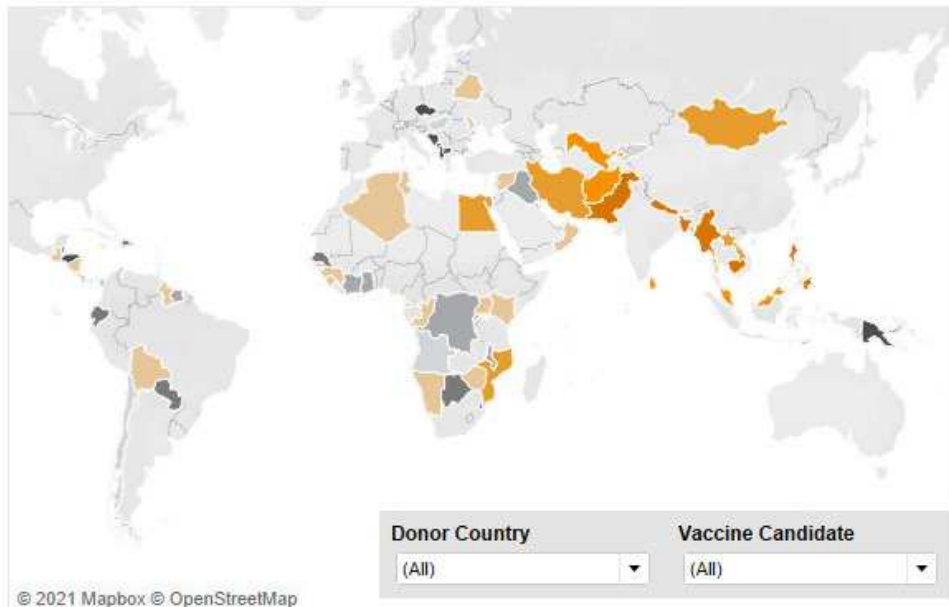 Donor Country
Vaccine Candidate
(All)
(All)
© 2021 Mapbox © OpenStreetMap